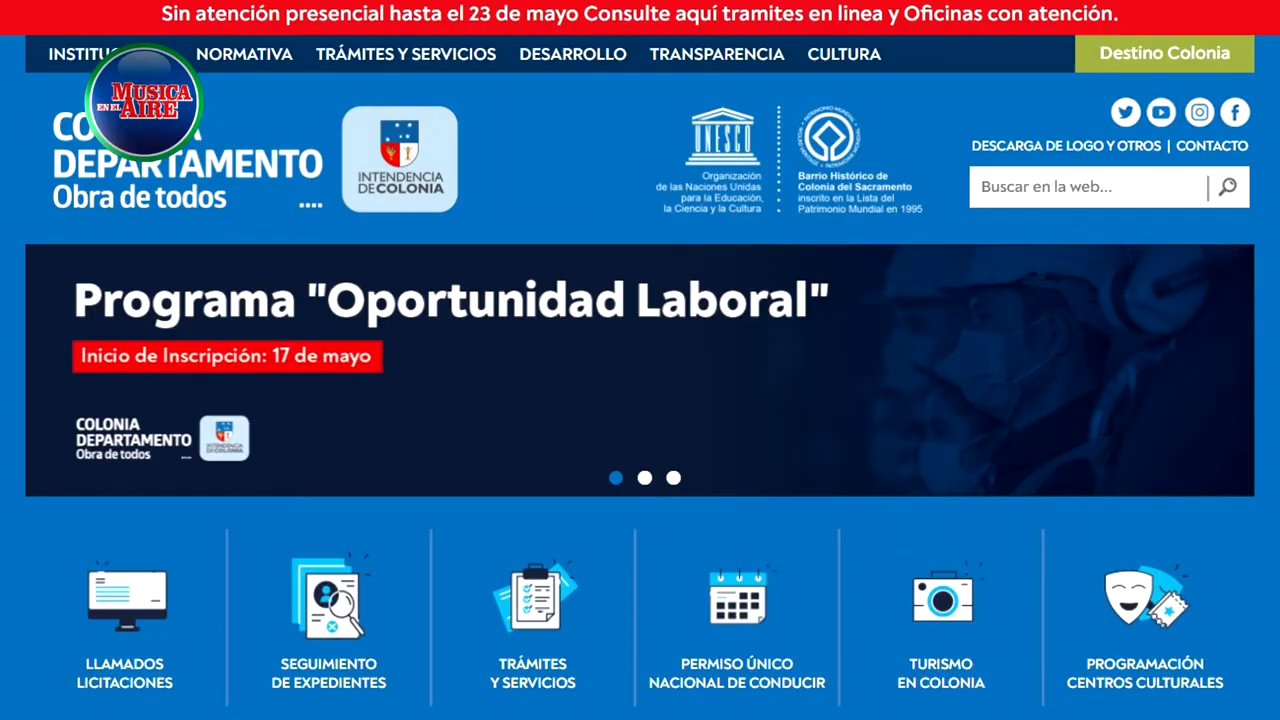 Sin atención presencial hasta el 23 de mayo Consulte aquí tramites en linea y Oficinas con atención.
NORMATIVA TRÁMITES Y SERVICIOS DESARROLLO TRANSPARENCIA CULTURA Destino Colonia
MUSICA
EN EL AIRE
DEPARTAMENTO
Obra de todos ....
INTENDENCIA
DE COLONIA
UNESCO
Organización
de las Naciones Unidas
para la Educación,
la Ciencia y la Cultura
Barrio Histórico de
Colonia del Sacramento
inscrito en la Lista del
Patrimonio Mundial en 1995
DESCARGA DE LOGO Y OTROS | CONTACTO
Buscar en la web...
Programa "Oportunidad Laboral"
Inicio de Inscripción: 17 de mayo
COLONIA
DEPARTAMENTO
Obra de todos ....
INTENDENCIA
DE COLONIA
LLAMADOS
LICITACIONES
SEGUIMIENTO
DE EXPEDIENTES
TRÁMITES
Y SERVICIOS
PERMISO ÚNICO
NACIONAL DE CONDUCIR
TURISMO
EN COLONIA
PROGRAMACIÓN
CENTROS CULTURALES